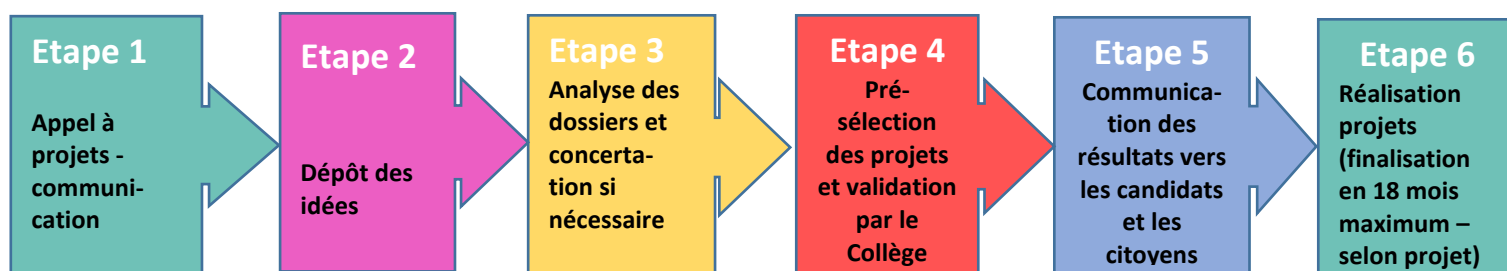 Etape 1
Appel à
projets -
communi-
cation
Etape 2
Dépôt des
idées
Etape 3
Analyse des
dossiers et
concerta-
tion si
nécessaire
Etape 4
Pré-
sélection
des projets
et validation
par le
Collège
Etape 5
Communica-
tion des
résultats vers
les candidats
et les
citoyens
Etape 6
Réalisation
projets
(finalisation
en 18 mois
maximum –
selon projet)